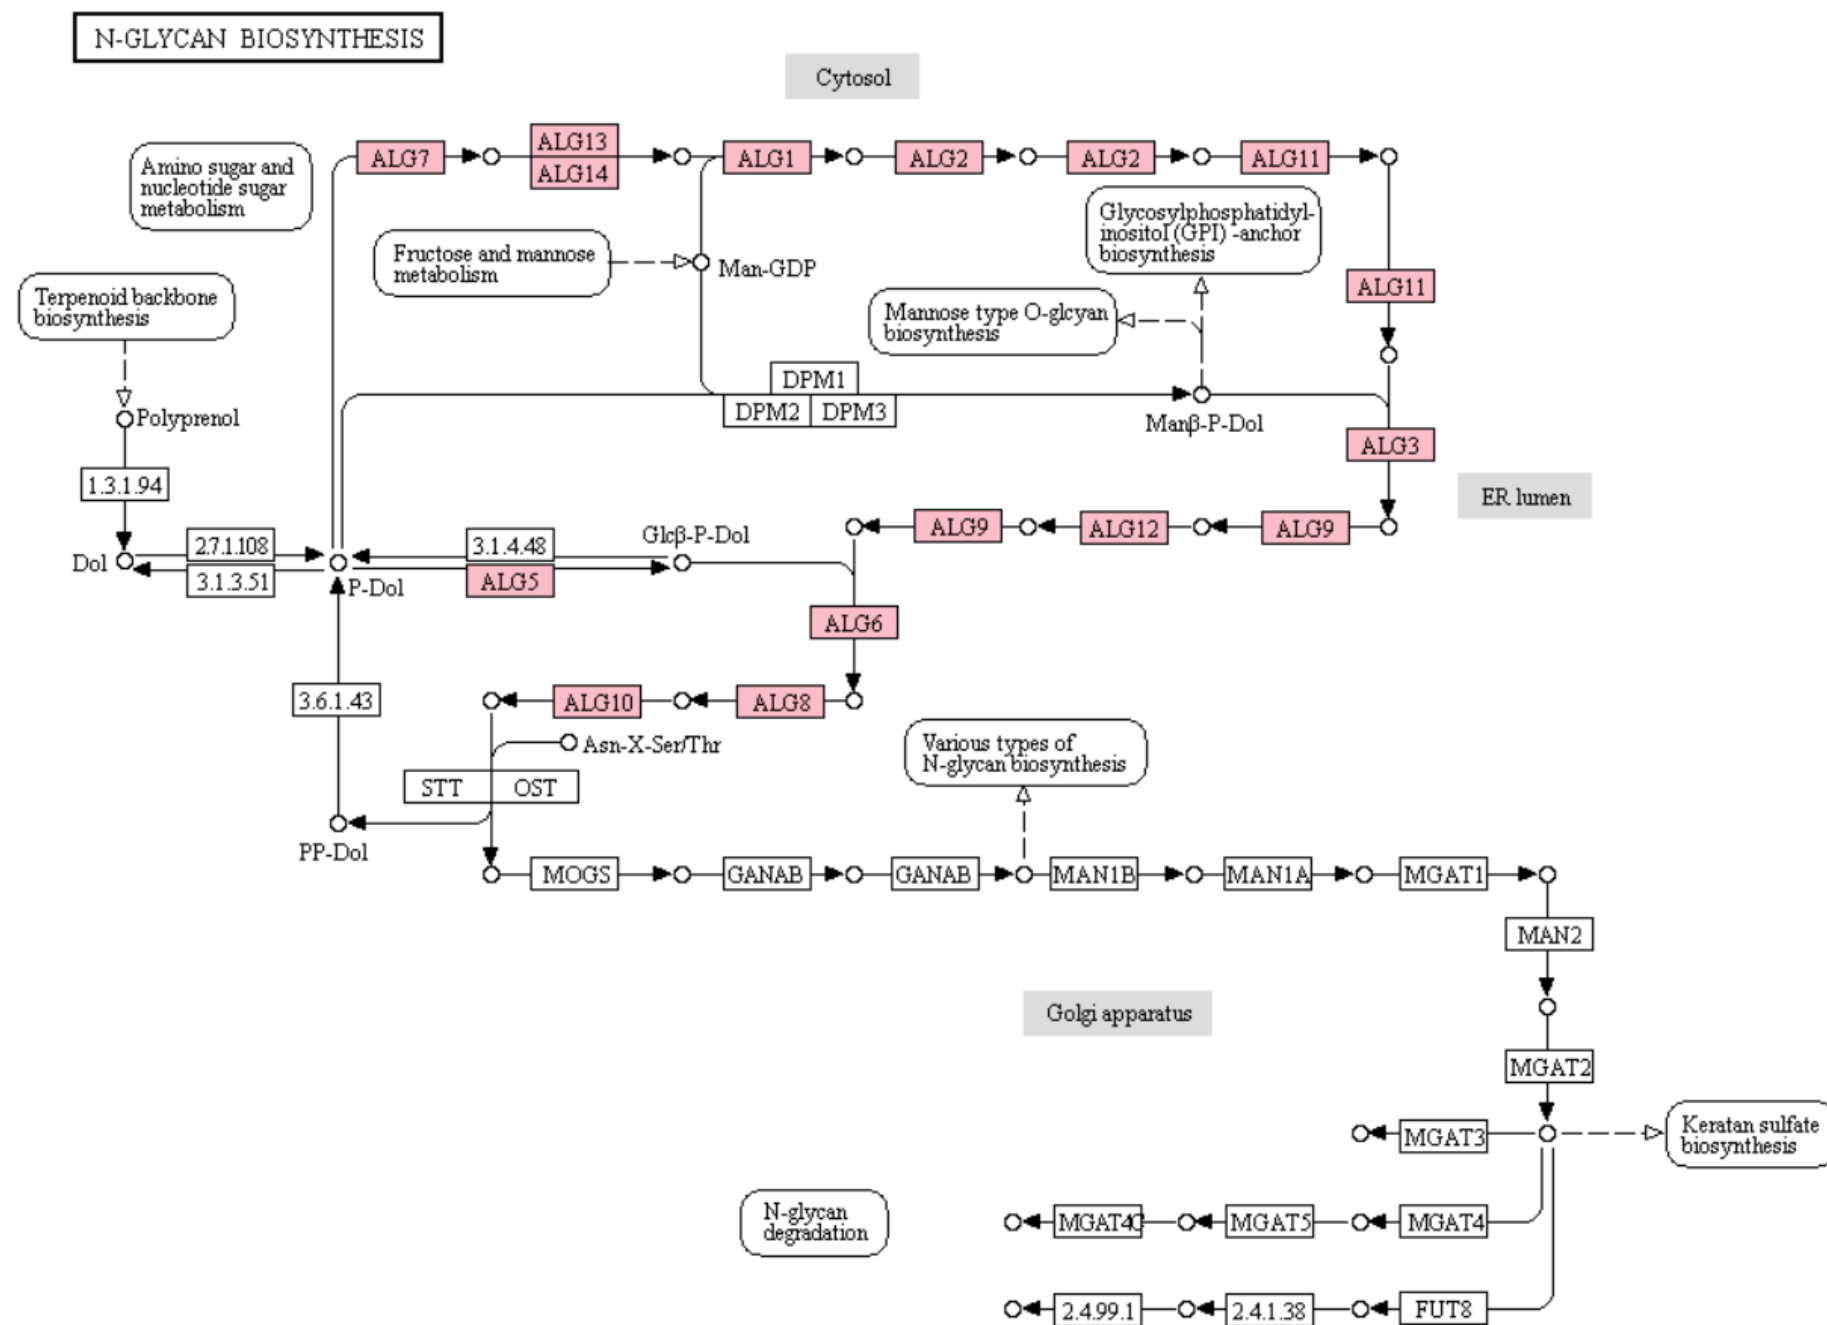 N-GLYCAN BIOSYNTHESIS
Cytosol
Amino sugar and
nucleotide sugar
metabolism
ALG7
ALG13
ALG14
ALG1
ALG2
ALG2
ALG11
Fructose and mannose
metabolism
Man-GDP
Glycosylphosphatidyl-
inositol (GPI) -anchor
biosynthesis
Terpenoid backbone
biosynthesis
Mannose type O-glcyan
biosynthesis
ALG11
DPM1
DPM2
DPM3
Manβ-P-Dol
Polyprenol
ALG3
1.3.1.94
ER lumen
ALG9
ALG12
ALG9
Glcβ-P-Dol
2.7.1.108
3.1.4.48
Dol
3.1.3.51
P-Dol
ALG5
ALG6
3.6.1.43
ALG10
ALG8
Asn-X-Ser/Thr
Various types of
N-glycan biosynthesis
STT
OST
PP-Dol
MOGS
GANAB
GANAB
MAN1B
MAN1A
MGAT1
MAN2
Golgi apparatus
MGAT2
MGAT3
Keratan sulfate
biosynthesis
N-glycan
degradation
MGAT4C
MGAT5
MGAT4
2.4.99.1
2.4.1.38
FUT8